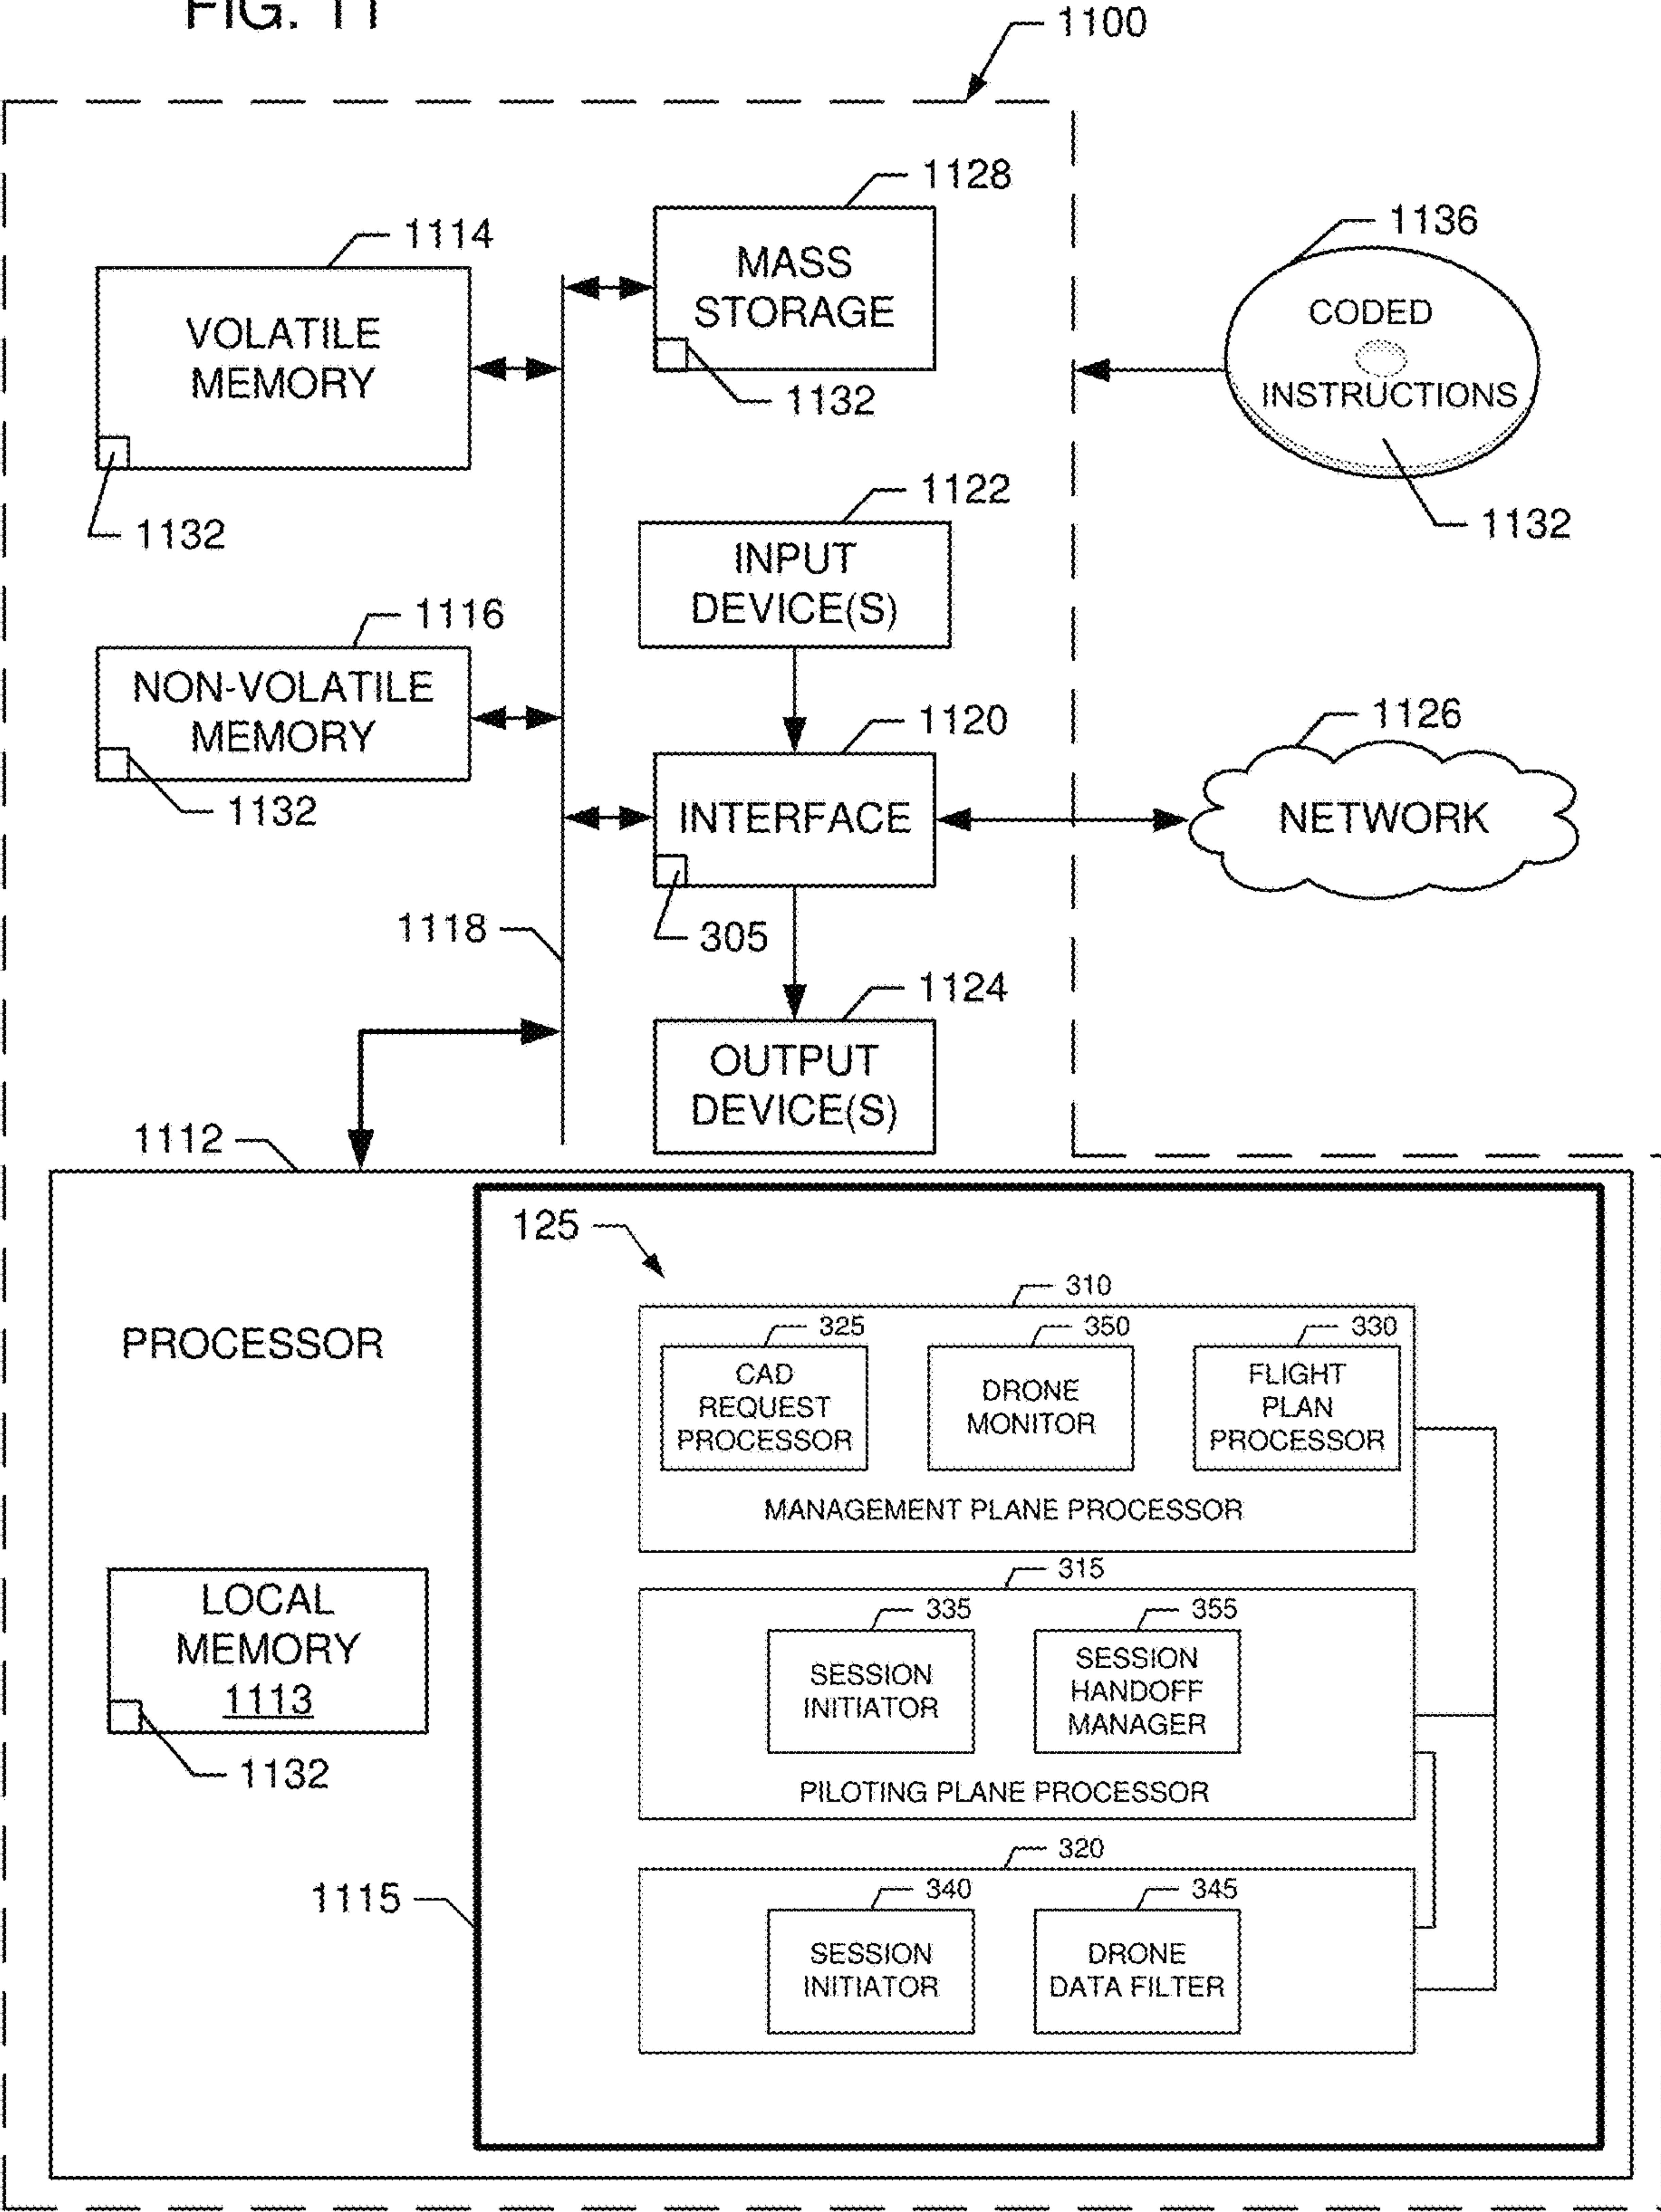 FIG. 11
1100
1128
1114
MASS
STORAGE
1136
CODED
INSTRUCTIONS
VOLATILE
MEMORY
1132
1132
1132
1122
INPUT
DEVICE(S)
1116
NON-VOLATILE
MEMORY
1132
1120
INTERFACE
305
1126
NETWORK
1118
1124
OUTPUT
DEVICE(S)
1112
PROCESSOR
125
310
325
350
330
CAD
REQUEST
PROCESSOR
DRONE
MONITOR
FLIGHT
PLAN
PROCESSOR
MANAGEMENT PLANE PROCESSOR
315
335
355
LOCAL
MEMORY
1113
1132
SESSION
INITIATOR
SESSION
HANDOFF
MANAGER
PILOTING PLANE PROCESSOR
320
340
345
1115
SESSION
INITIATOR
DRONE
DATA FILTER